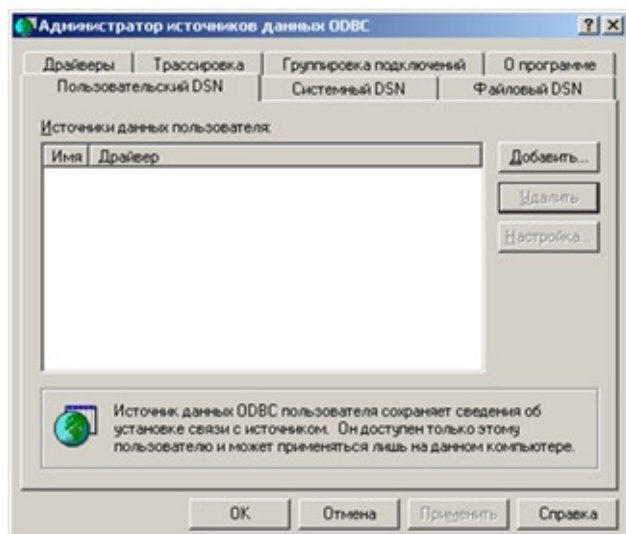 Администратор источников данных ODBC
Драйверы Трассировка Группировка подключений О программе
Пользовательский DSN Системный DSN Файловый DSN
Источники данных пользователя:
Имя Драйвер
Добавить...
Удалить
Настройка...
Источник данных ODBC пользователя сохраняет сведения об
установке связи с источником. Он доступен только этому
пользователю и может применяться лишь на данном компьютере.
OK Отмена Применить Справка